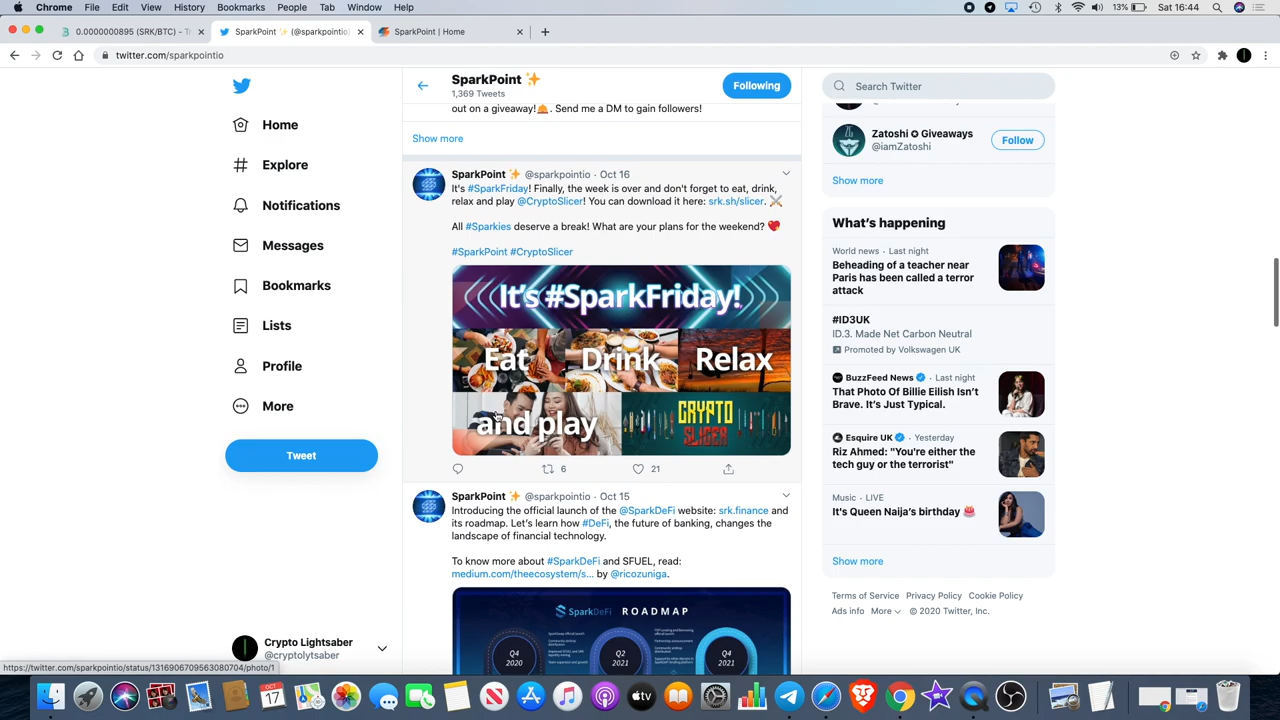 Chrome File Edit View History Bookmarks People Tab Window Help 13% Sat 16:44
0.0000000895 (SRK/BTC) - Tr SparkPoint ✨ (@sparkpointio) SparkPoint | Home
twitter.com/sparkpointio
SparkPoint ✨
1,369 Tweets
Following
Home
Explore
Notifications
Messages
Bookmarks
Lists
Profile
More
Tweet
Crypto Lightsaber
@cryptolytsaber
out on a giveaway! . Send me a DM to gain followers!
Show more
SparkPoint ✨ @sparkpointio · Oct 16
It's #SparkFriday! Finally, the week is over and don't forget to eat, drink,
relax and play @CryptoSlicer! You can download it here: srk.sh/slicer. ⚔️
All #Sparkies deserve a break! What are your plans for the weekend? ❤️
#SparkPoint #CryptoSlicer
It's #SparkFriday!
Eat Drink Relax
and play CRYPTO
SLICER
6 21
SparkPoint ✨ @sparkpointio · Oct 15
Introducing the official launch of the @SparkDeFi website: srk.finance and
its roadmap. Let's learn how #DeFi, the future of banking, changes the
landscape of financial technology.
To know more about #SparkDeFi and SFUEL, read:
medium.com/theecosystem/s... by @ricozuniga.
SparkDeFi ROADMAP
Q4 2020
Q2 2021
Q4 2021
Search Twitter
Zatoshi ✪ Giveaways
@iamZatoshi
Follow
Show more
What's happening
World news · Last night
Beheading of a teacher near
Paris has been called a terror
attack
#ID3UK
ID.3. Made Net Carbon Neutral
Promoted by Volkswagen UK
BuzzFeed News · Last night
That Photo Of Billie Eilish Isn't
Brave. It's Just Typical.
Esquire UK · Yesterday
Riz Ahmed: "You're either the
tech guy or the terrorist"
Music · LIVE
It's Queen Naija's birthday 🎂
Show more
Terms of Service Privacy Policy Cookie Policy
Ads info More © 2020 Twitter, Inc.
https://twitter.com/sparkpointio/status/1316906709563080704/photo/1
OCT
17
tv